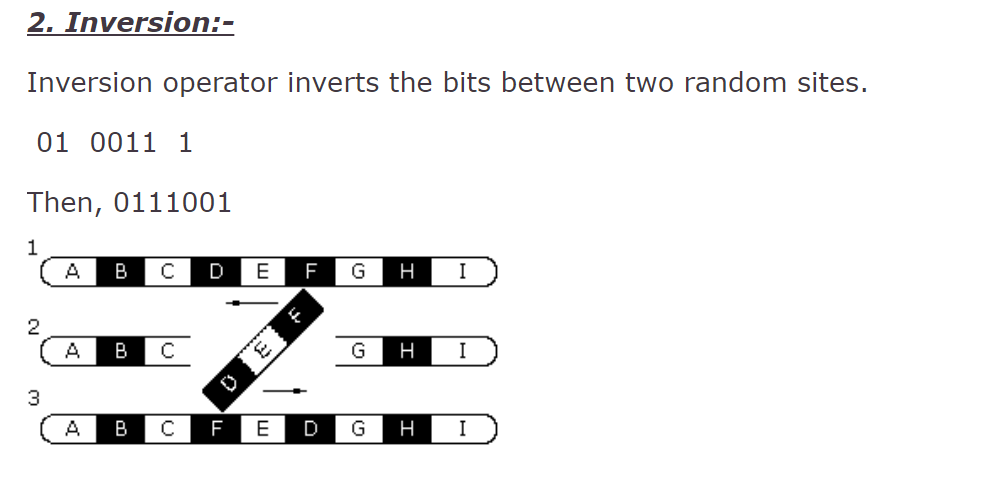 2. Inversion:-
Inversion operator inverts the bits between two random sites.
01 0011 1
Then, 0111001
1
A B C D E F G H I
2
A B C D E F G H I
3
A B C F E D G H I